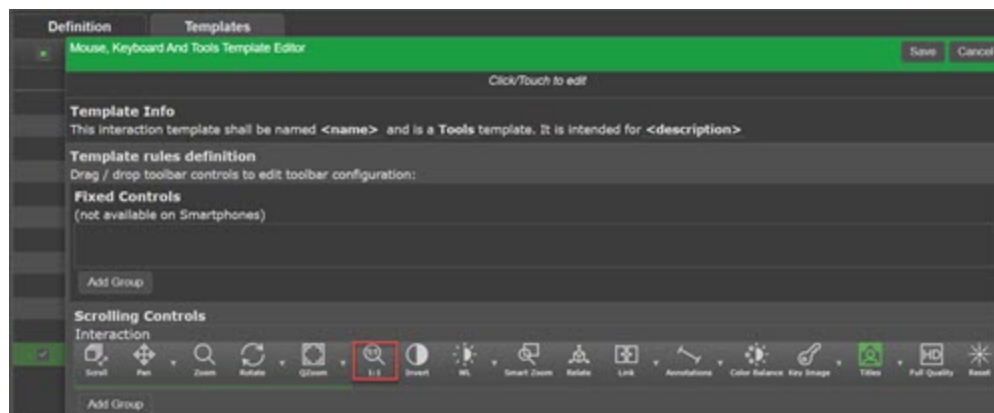 Definition Templates
Mouse, Keyboard And Tools Template Editor Save Cancel
Click/Touch to edit
Template Info
This interaction template shall be named <name> and is a Tools template. It is intended for <description>
Template rules definition
Drag / drop toolbar controls to edit toolbar configuration:
Fixed Controls
(not available on Smartphones)
Add Group
Scrolling Controls
Interaction
1:1 HD
Scroll Pan Zoom Rotate QZoom 1:1 Invert WL Smart Zoom Relate Link Annotations Color Balance Key Image Titles Full Quality Reset
Add Group